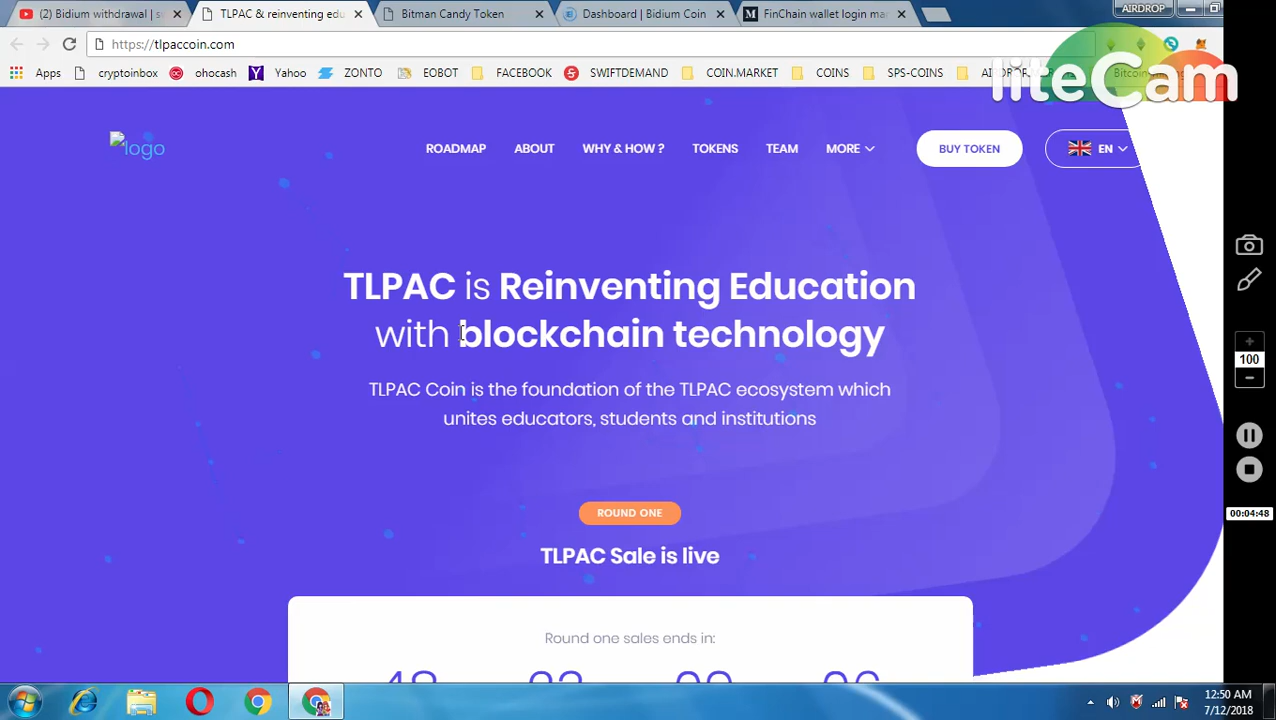 (2) Bidium withdrawal | s
TLPAC & reinventing edu
Bitmam Candy Token
Dashboard | Bidium Coin
FinChain wallet login ma
AIRDROP
https://tlpaccoin.com
Apps
cryptoinbox
ohocash
Yahoo
ZONTO
EOBOT
FACEBOOK
SWIFTDEMAND
COIN.MARKET
COINS
SPS-COINS
liteCam
logo
ROADMAP
ABOUT
WHY & HOW ?
TOKENS
TEAM
MORE
BUY TOKEN
EN
TLPAC is Reinventing Education
with blockchain technology
TLPAC Coin is the foundation of the TLPAC ecosystem which
unites educators, students and institutions
100
00:04:48
ROUND ONE
TLPAC Sale is live
Round one sales ends in:
12:50 AM
7/12/2018